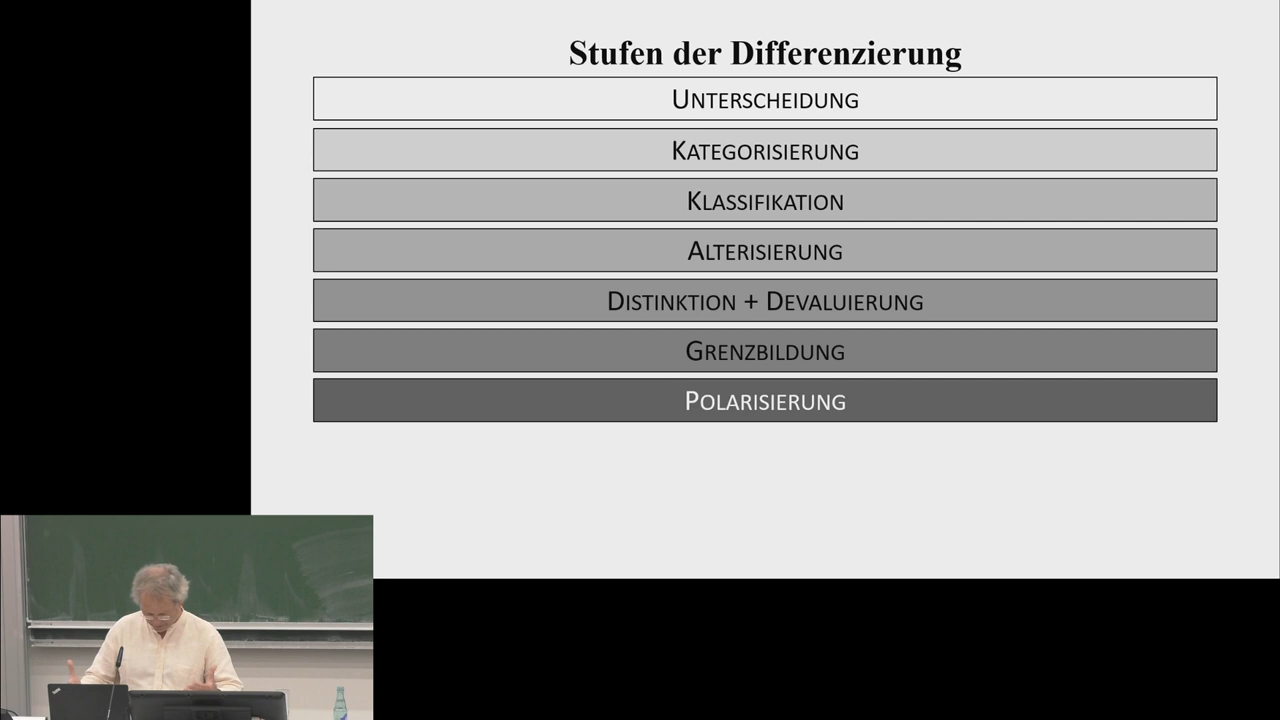 Stufen der Differenzierung
UNTERSCHEIDUNG
KATEGORISIERUNG
KLASSIFIKATION
ALTERISIERUNG
DISTINKTION + DEVALUIERUNG
GRENZBILDUNG
POLARISIERUNG